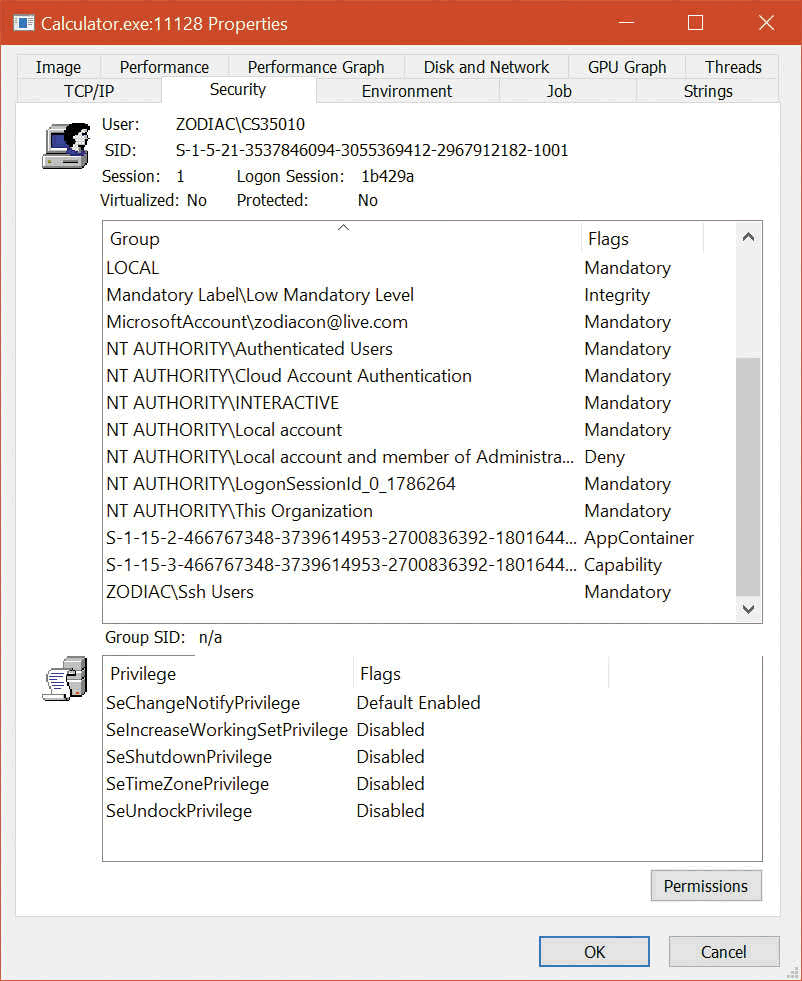 Calculator.exe:11128 Properties
Image Performance Performance Graph Disk and Network GPU Graph Threads
TCP/IP Security Environment Job Strings
User: ZODIAC\CS35010
SID: S-1-5-21-3537846094-3055369412-2967912182-1001
Session: 1 Logon Session: 1b429a
Virtualized: No Protected: No
Group Flags
LOCAL Mandatory
Mandatory Label\Low Mandatory Level Integrity
MicrosoftAccount\zodiacon@live.com Mandatory
NT AUTHORITY\Authenticated Users Mandatory
NT AUTHORITY\Cloud Account Authentication Mandatory
NT AUTHORITY\INTERACTIVE Mandatory
NT AUTHORITY\Local account Mandatory
NT AUTHORITY\Local account and member of Administra... Deny
NT AUTHORITY\LogonSessionId_0_1786264 Mandatory
NT AUTHORITY\This Organization Mandatory
S-1-15-2-466767348-3739614953-2700836392-1801644... AppContainer
S-1-15-3-466767348-3739614953-2700836392-1801644... Capability
ZODIAC\Ssh Users Mandatory
Group SID: n/a
Privilege Flags
SeChangeNotifyPrivilege Default Enabled
SeIncreaseWorkingSetPrivilege Disabled
SeShutdownPrivilege Disabled
SeTimeZonePrivilege Disabled
SeUndockPrivilege Disabled
Permissions
OK Cancel